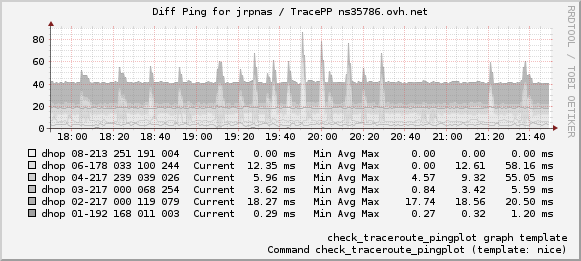 Diff Ping for jrpnas / TracePP ns35786.ovh.net
RPDTOOL / TOBI OETIKER
80
60
40
20
0
18:00 18:20 18:40 19:00 19:20 19:40 20:00 20:20 20:40 21:00 21:20 21:40
dhop 08-213 251 191 004 Current 0.00 ms Min Avg Max 0.00 0.00 0.00 ms
dhop 06-178 033 100 244 Current 12.35 ms Min Avg Max 0.00 12.61 58.16 ms
dhop 04-217 239 039 026 Current 5.96 ms Min Avg Max 4.57 9.32 55.05 ms
dhop 03-217 000 068 254 Current 3.62 ms Min Avg Max 0.84 3.42 5.59 ms
dhop 02-217 000 119 079 Current 18.27 ms Min Avg Max 17.74 18.56 20.50 ms
dhop 01-192 168 011 003 Current 0.29 ms Min Avg Max 0.27 0.32 1.20 ms
check_traceroute_pingplot graph template
Command check_traceroute_pingplot (template: nice)